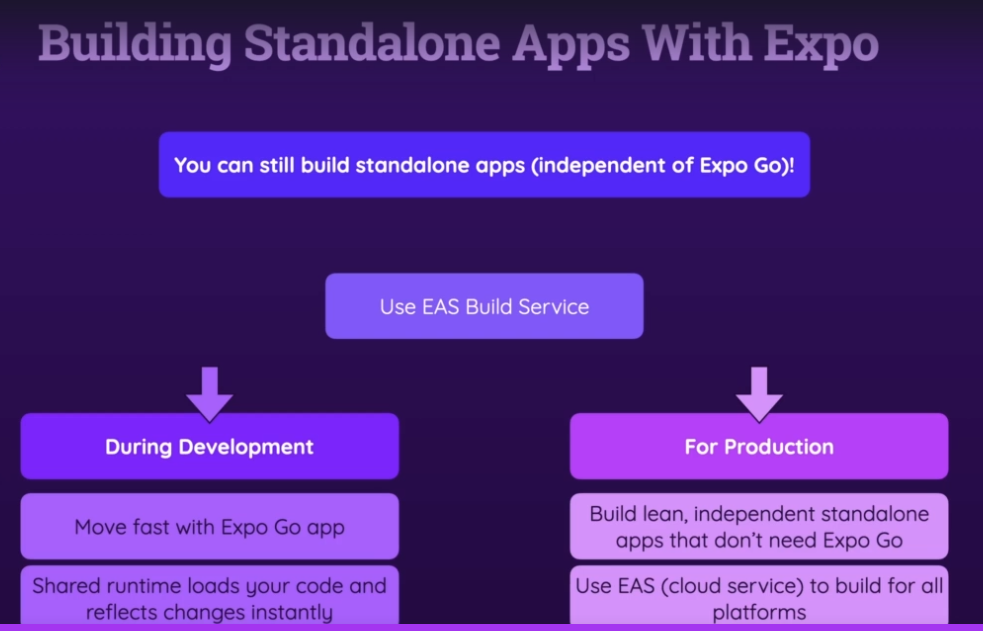 Building Standalone Apps With Expo
You can still build standalone apps (independent of Expo Go)!
Use EAS Build Service
During Development
Move fast with Expo Go app
Shared runtime loads your code and
reflects changes instantly
For Production
Build lean, independent standalone
apps that don't need Expo Go
Use EAS (cloud service) to build for all
platforms